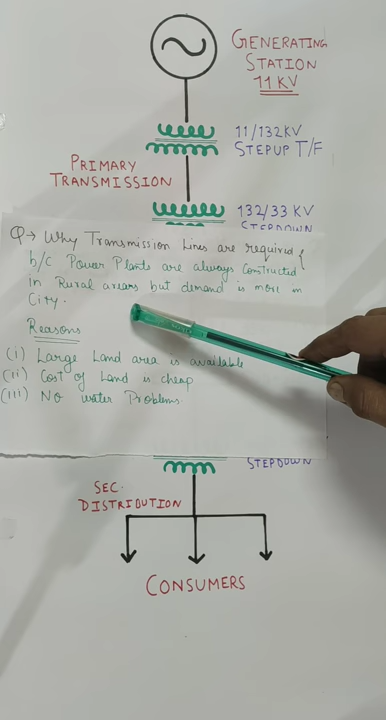 GENERATING
STATION
11 KV
11/132KV
STEPUP T/F
PRIMARY
TRANSMISSION
132/33 KV
STEPDOWN
Q→ Why Transmission Lines are required
b/c Power Plants are always Constructed
in Rural areas but demand is more in
City.
Reasons
(i) Large Land area is available
(ii) Cost of Land is cheap
(iii) No water Problems
STEPDOWN
SEC.
DISTRIBUTION
CONSUMERS